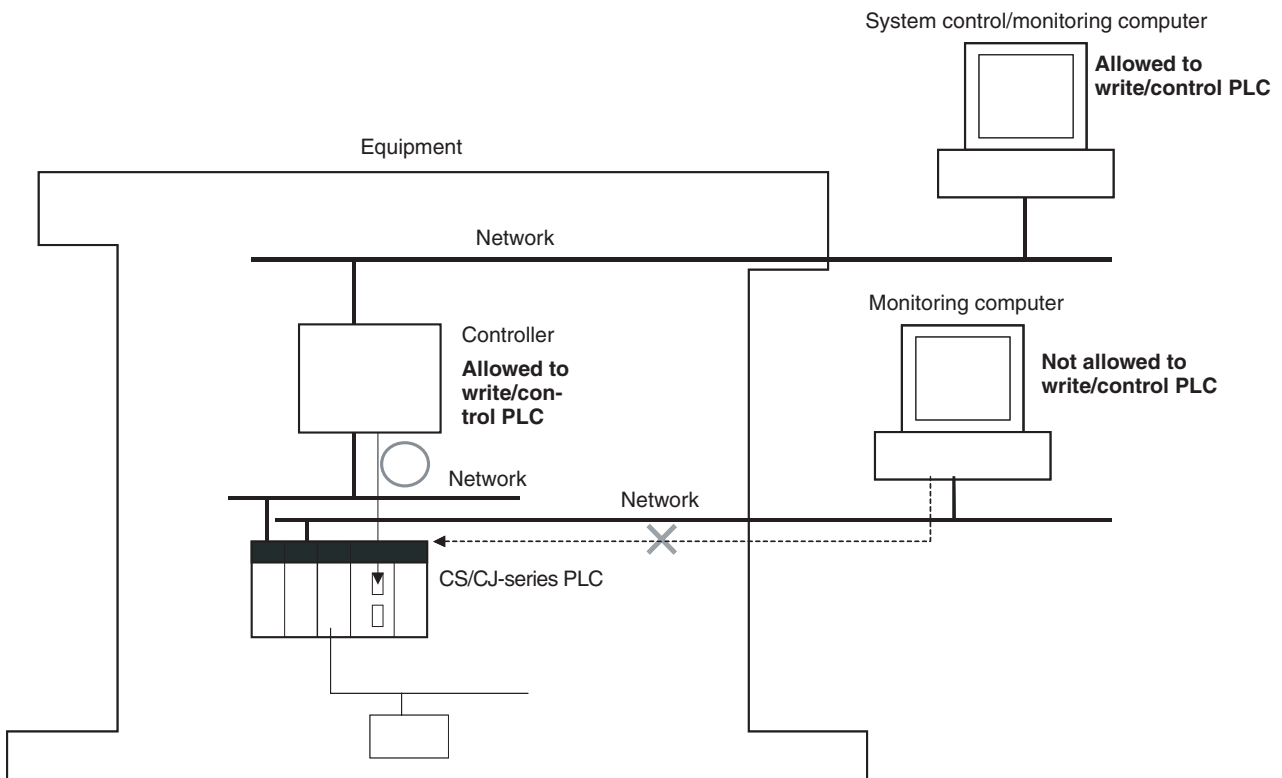 System control/monitoring computer
Allowed to
write/control PLC
Equipment
Network
Monitoring computer
Controller
Allowed to
write/con-
trol PLC
Not allowed to
write/control PLC
Network
Network
CS/CJ-series PLC